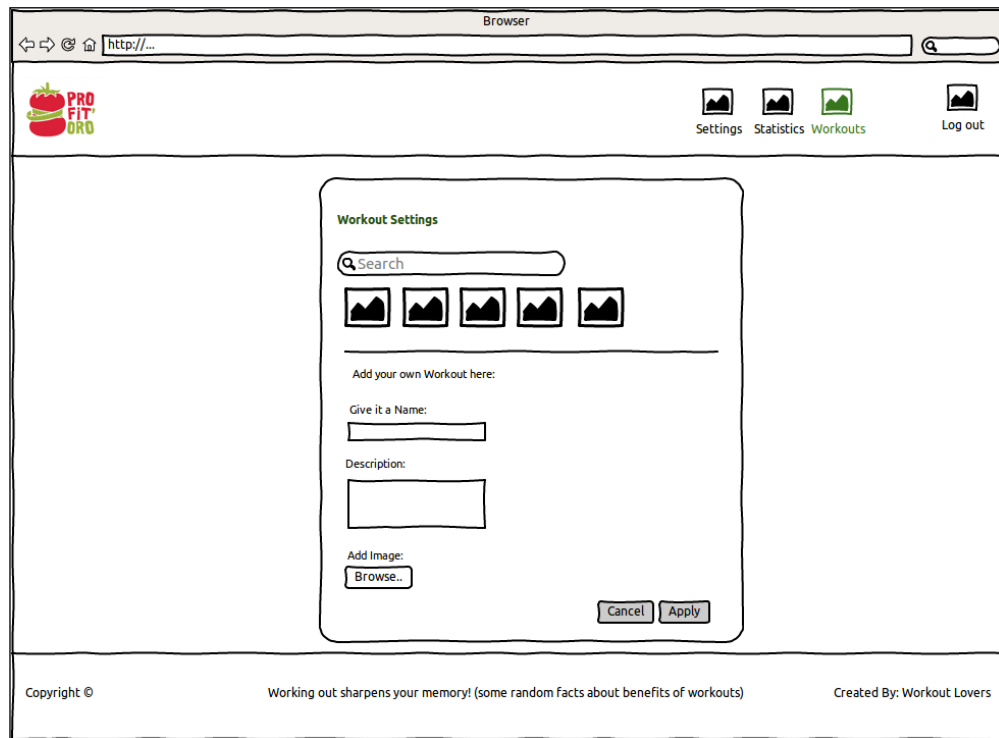 Browser
http://...
PRO
FiT'
ORO
Settings Statistics Workouts Log out
Workout Settings
Search
Add your own Workout here:
Give it a Name:
Description:
Add Image:
Browse..
Cancel Apply
Copyright © Working out sharpens your memory! (some random facts about benefits of workouts) Created By: Workout Lovers